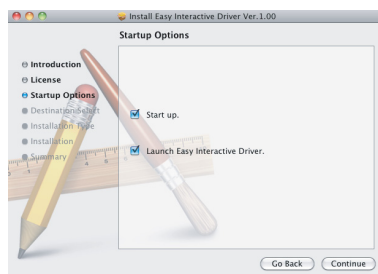 Install Easy Interactive Driver Ver.1.00
Startup Options
Introduction
License
Startup Options
Destination Select
Installation Type
Installation
Summary
Start up.
Launch Easy Interactive Driver.
Go Back
Continue